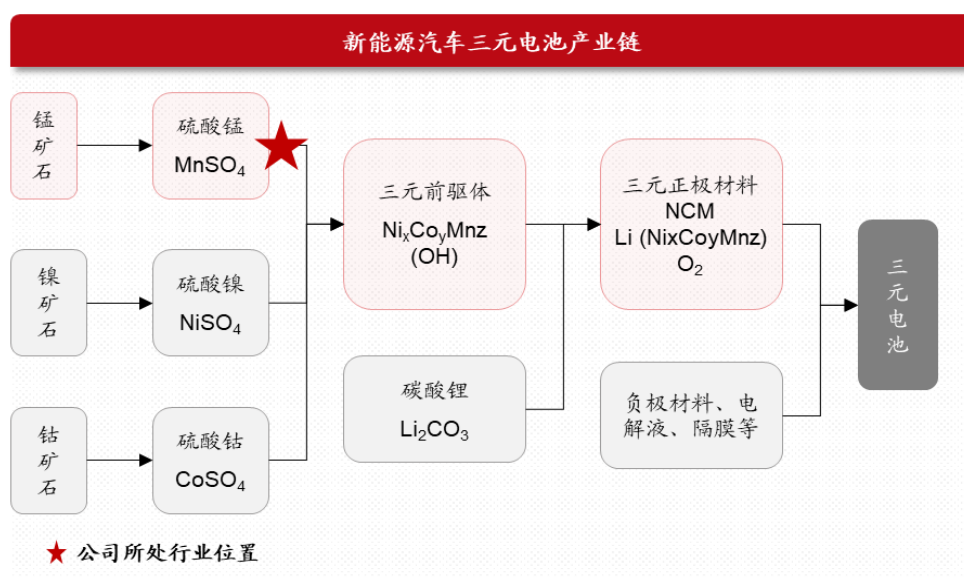 新能源汽车三元电池产业链
锰
矿
石
硫酸锰
MnSO₄
镍
矿
石
硫酸镍
NiSO₄
钴
矿
石
硫酸钴
CoSO₄
三元前驱体
NiₓCoᵧMnz
(OH)
碳酸锂
Li₂CO₃
三元正极材料
NCM
Li (NixCoyMnz)
O₂
负极材料、电
解液、隔膜等
三
元
电
池
公司所处行业位置